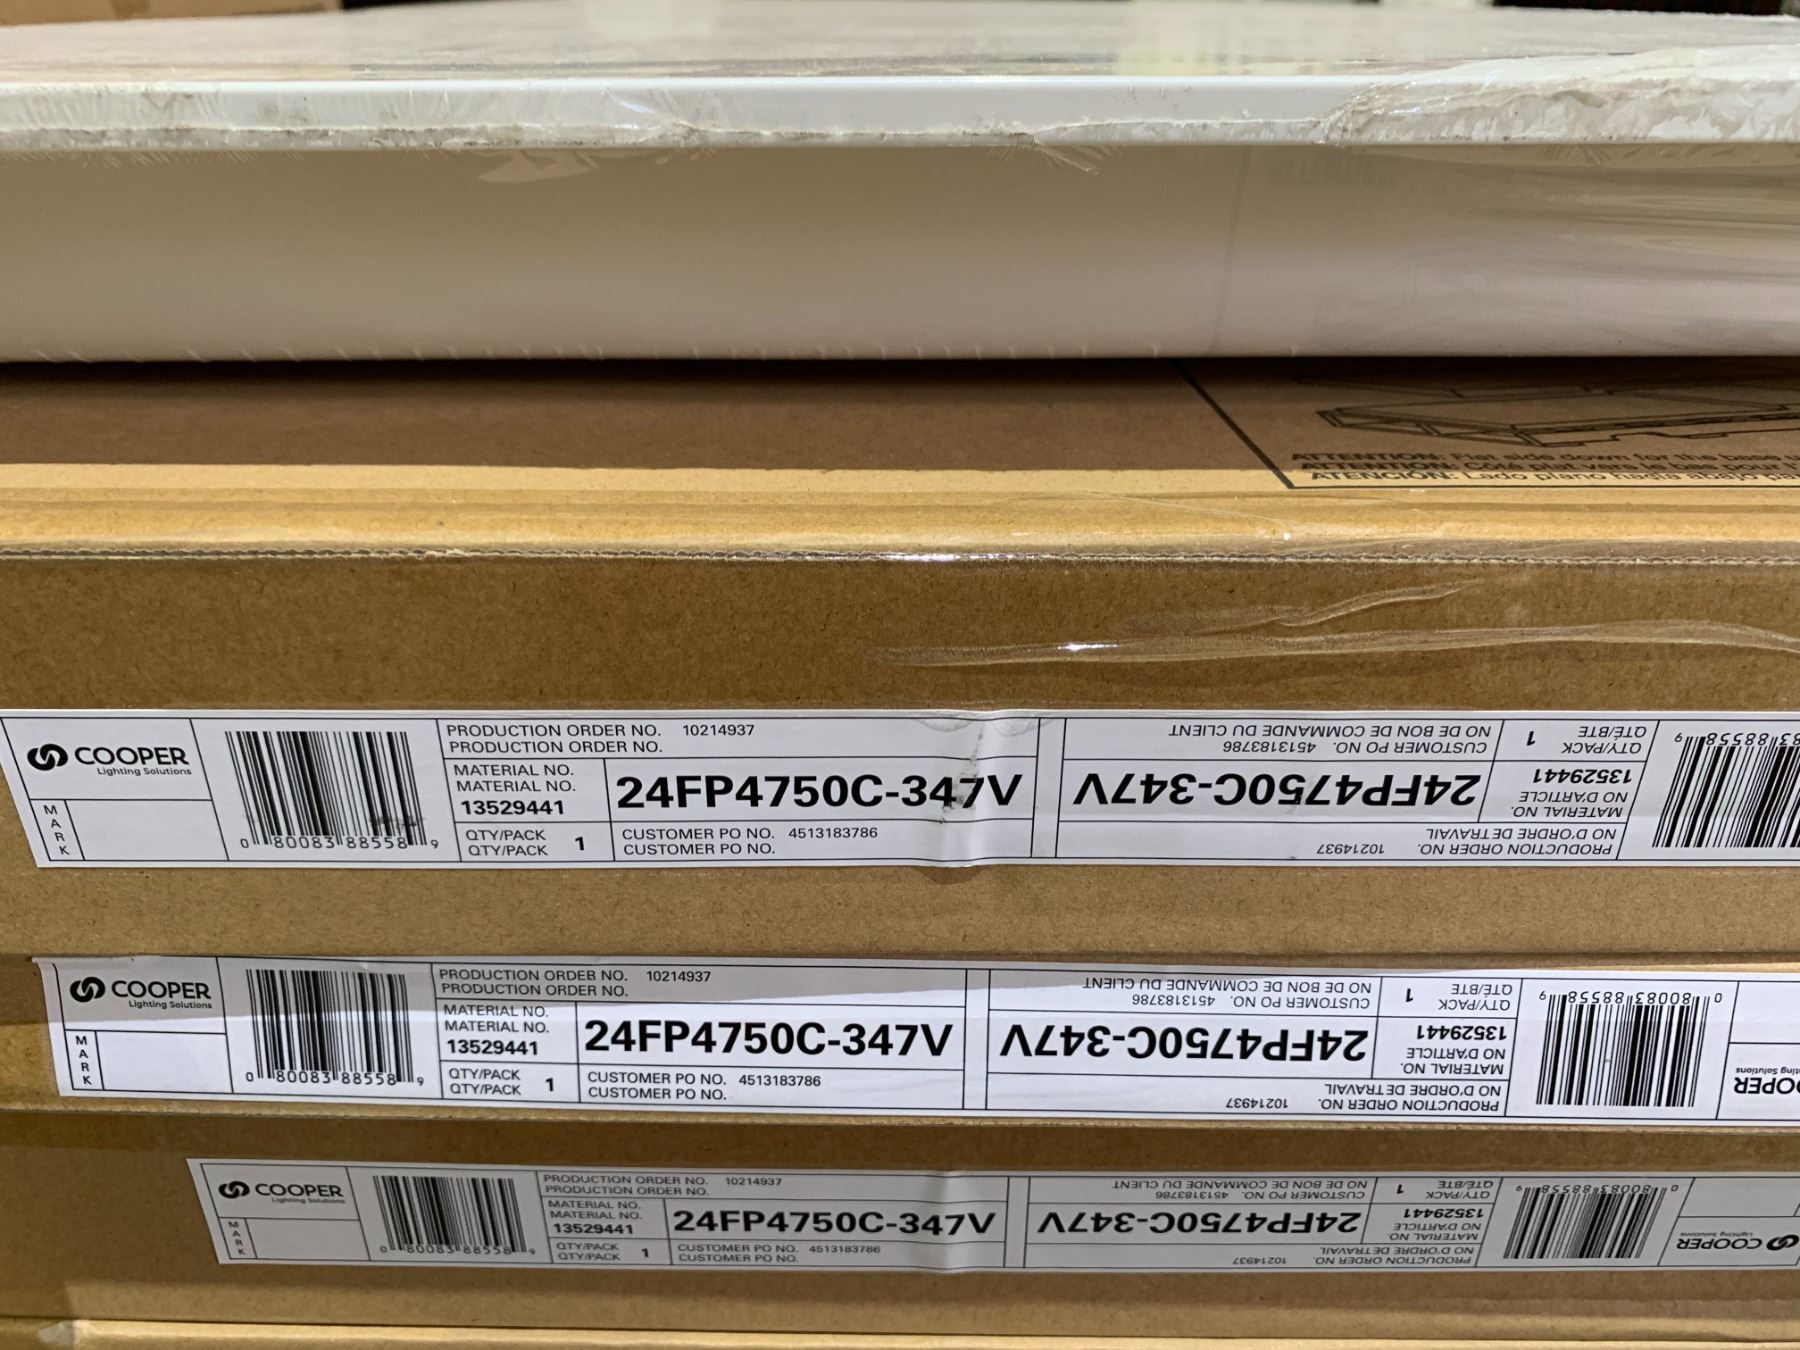 ATTENTION: Flat side down for the base
ATTENTION: Côté plat vers le bas pour
ATENCIÓN: Lado plano hasta abajo
COOPER
Lighting Solutions
MARK
0 80083 88558 9
PRODUCTION ORDER NO. 10214937
PRODUCTION ORDER NO.
MATERIAL NO.
MATERIAL NO.
13529441
24FP4750C-347V
QTY/PACK
QTY/PACK
1
CUSTOMER PO NO. 4513183786
CUSTOMER PO NO.
PRODUCTION ORDER NO. 10214937
NO D'ORDRE DE TRAVAIL
MATERIAL NO.
NO D'ARTICLE
13529441
24FP4750C-347V
QTY/PACK 1
QTÉ/BTE
CUSTOMER PO NO. 4513183786
NO DE BON DE COMMANDE DU CLIENT
83 88558 9
COOPER
Lighting Solutions
MARK
0 80083 88558 9
PRODUCTION ORDER NO. 10214937
PRODUCTION ORDER NO.
MATERIAL NO.
MATERIAL NO.
13529441
24FP4750C-347V
QTY/PACK
QTY/PACK
1
CUSTOMER PO NO. 4513183786
CUSTOMER PO NO.
OOPER
ting Solutions
0 80083 88558 9
PRODUCTION ORDER NO. 10214937
NO D'ORDRE DE TRAVAIL
MATERIAL NO.
NO D'ARTICLE
13529441
24FP4750C-347V
QTY/PACK 1
QTÉ/BTE
CUSTOMER PO NO. 4513183786
NO DE BON DE COMMANDE DU CLIENT
COOPER
Lighting Solutions
MARK
0 80083 88558 9
PRODUCTION ORDER NO. 10214937
PRODUCTION ORDER NO.
MATERIAL NO.
MATERIAL NO.
13529441
24FP4750C-347V
QTY/PACK
QTY/PACK
1
CUSTOMER PO NO. 4513183786
CUSTOMER PO NO.
COOPER
Lighting Solutions
0 80083 88558 9
PRODUCTION ORDER NO. 10214937
NO D'ORDRE DE TRAVAIL
MATERIAL NO.
NO D'ARTICLE
13529441
24FP4750C-347V
QTY/PACK 1
QTÉ/BTE
CUSTOMER PO NO. 4513183786
NO DE BON DE COMMANDE DU CLIENT